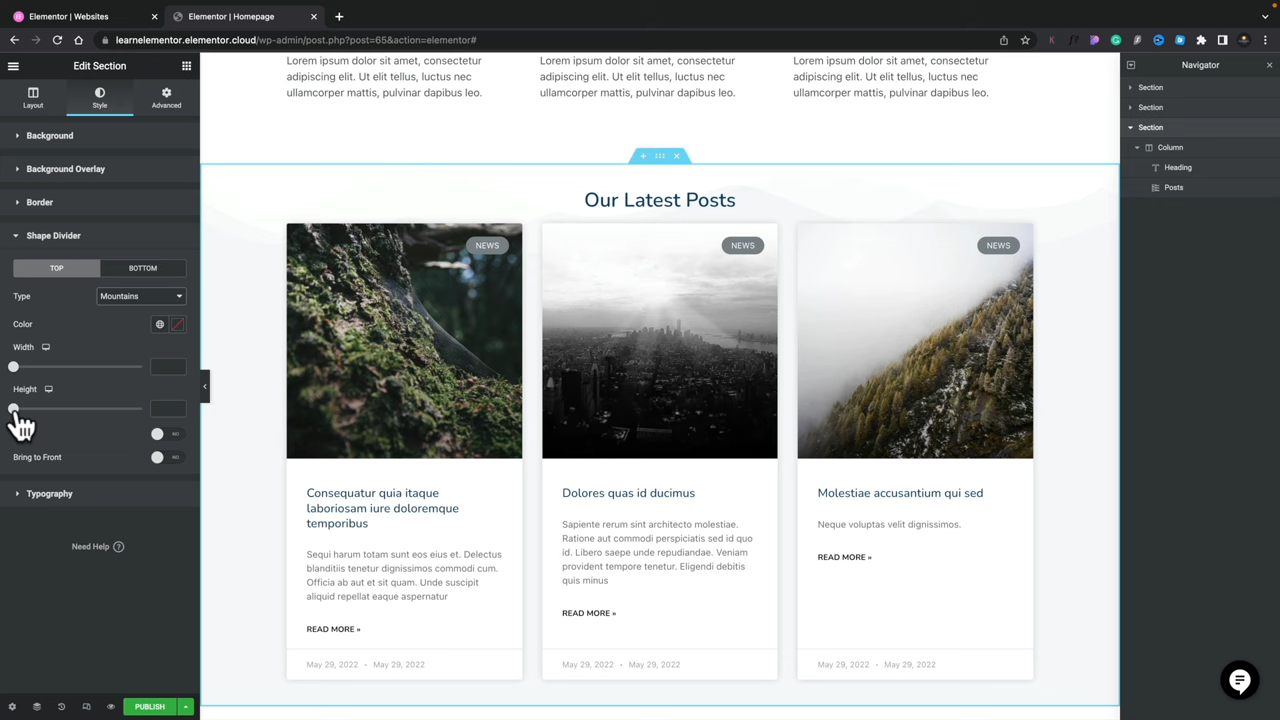 Elementor | Websites
Elementor | Homepage
learnelementor.elementor.cloud/wp-admin/post.php?post=65&action=elementor#
Edit Section
Layout
Style
Advanced
Background
Background Overlay
Border
Shape Divider
TOP
BOTTOM
Type
Mountains
Color
Width
Height
NO
Bring to Front
NO
Typography
Need Help
PUBLISH
Lorem ipsum dolor sit amet, consectetur
adipiscing elit. Ut elit tellus, luctus nec
ullamcorper mattis, pulvinar dapibus leo.
Lorem ipsum dolor sit amet, consectetur
adipiscing elit. Ut elit tellus, luctus nec
ullamcorper mattis, pulvinar dapibus leo.
Lorem ipsum dolor sit amet, consectetur
adipiscing elit. Ut elit tellus, luctus nec
ullamcorper mattis, pulvinar dapibus leo.
Our Latest Posts
NEWS
Consequatur quia itaque
laboriosam iure doloremque
temporibus
Sequi harum totam sunt eos eius et. Delectus
blanditiis tenetur dignissimos commodi cum.
Officia ab aut et sit quam. Unde suscipit
aliquid repellat eaque aspernatur
READ MORE »
May 29, 2022 • May 29, 2022
NEWS
Dolores quas id ducimus
Sapiente rerum sint architecto molestiae.
Ratione aut commodi perspiciatis sed id quo
id. Libero saepe unde repudiandae. Veniam
provident tempore tenetur. Eligendi debitis
quis minus
READ MORE »
May 29, 2022 • May 29, 2022
NEWS
Molestiae accusantium qui sed
Neque voluptas velit dignissimos.
READ MORE »
May 29, 2022 • May 29, 2022
Navigator
Section
Section
Section
Column
Heading
Posts